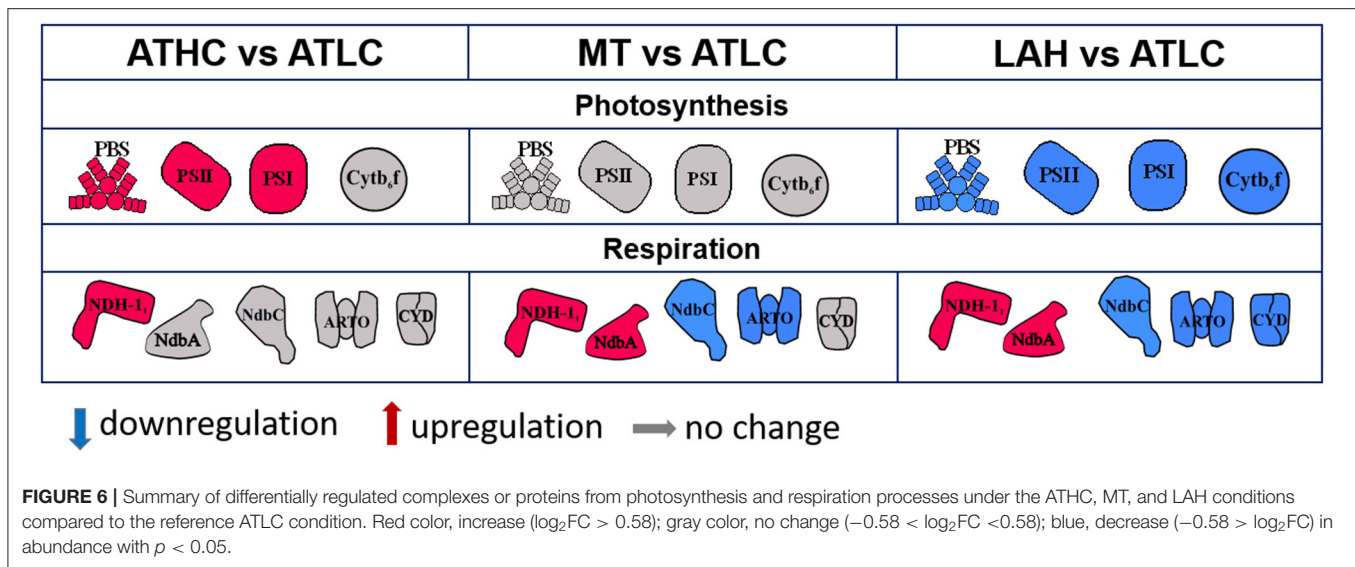 ATHC vs ATLC MT vs ATLC LAH vs ATLC
Photosynthesis
PBS PSII PSI Cytb₆f PBS PSII PSI Cytb₆f PBS PSII PSI Cytb₆f
Respiration
NDH-1₁ NdbA NdbC ARTO CYD NDH-1₁ NdbA NdbC ARTO CYD NDH-1₁ NdbA NdbC ARTO CYD
downregulation upregulation no change
FIGURE 6 | Summary of differentially regulated complexes or proteins from photosynthesis and respiration processes under the ATHC, MT, and LAH conditions
compared to the reference ATLC condition. Red color, increase (log₂FC > 0.58); gray color, no change (−0.58 < log₂FC <0.58); blue, decrease (−0.58 > log₂FC) in
abundance with p < 0.05.